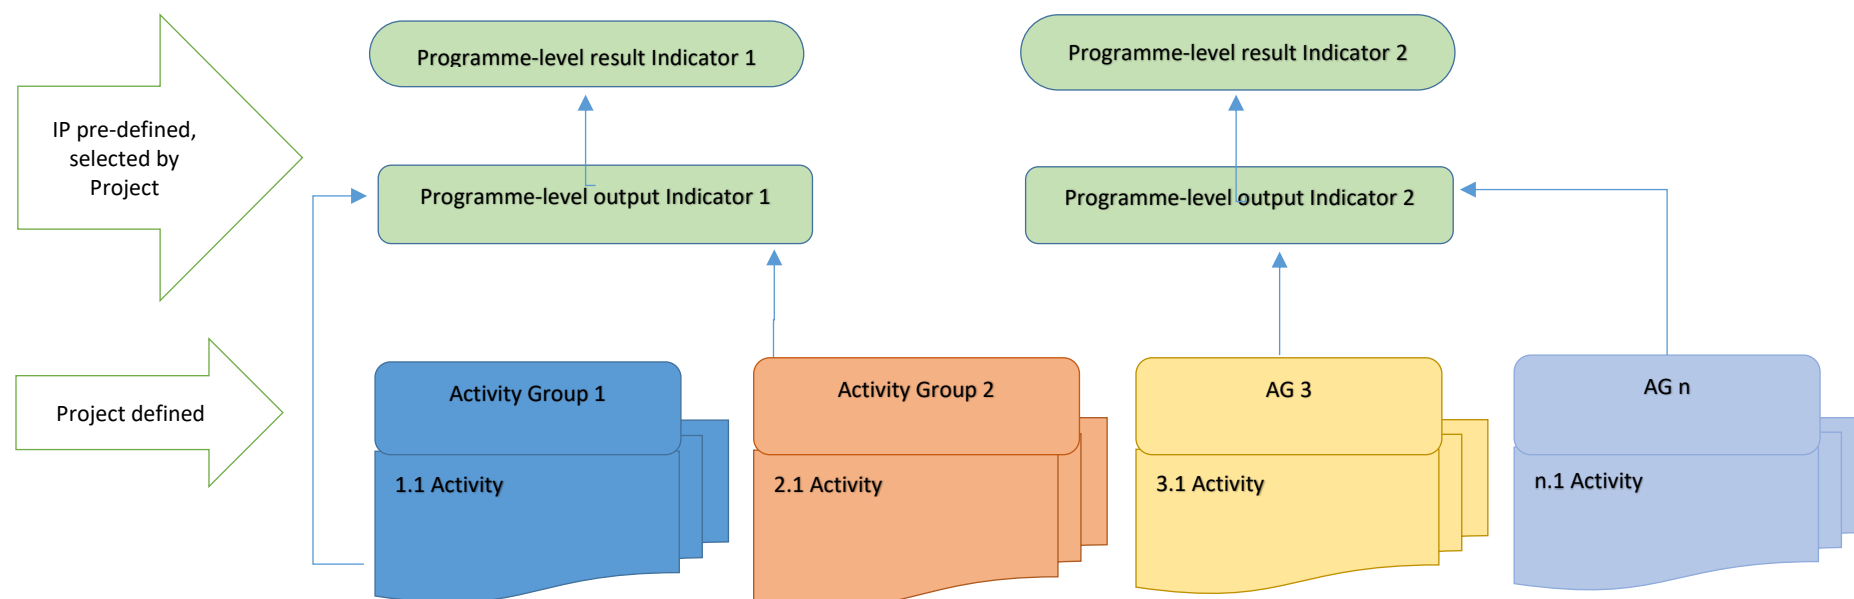 Programme-level result Indicator 1
Programme-level result Indicator 2
IP pre-defined,
selected by
Project
Programme-level output Indicator 1
Programme-level output Indicator 2
Project defined
Activity Group 1
Activity Group 2
AG 3
AG n
1.1 Activity
2.1 Activity
3.1 Activity
n.1 Activity